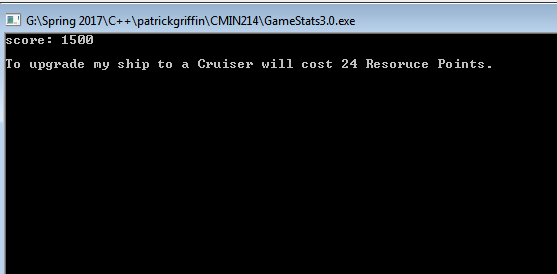 G:\Spring 2017\C++\patrickgriffin\CMIN214\GameStats3.0.exe
score: 1500
To upgrade my ship to a Cruiser will cost 24 Resoruce Points.